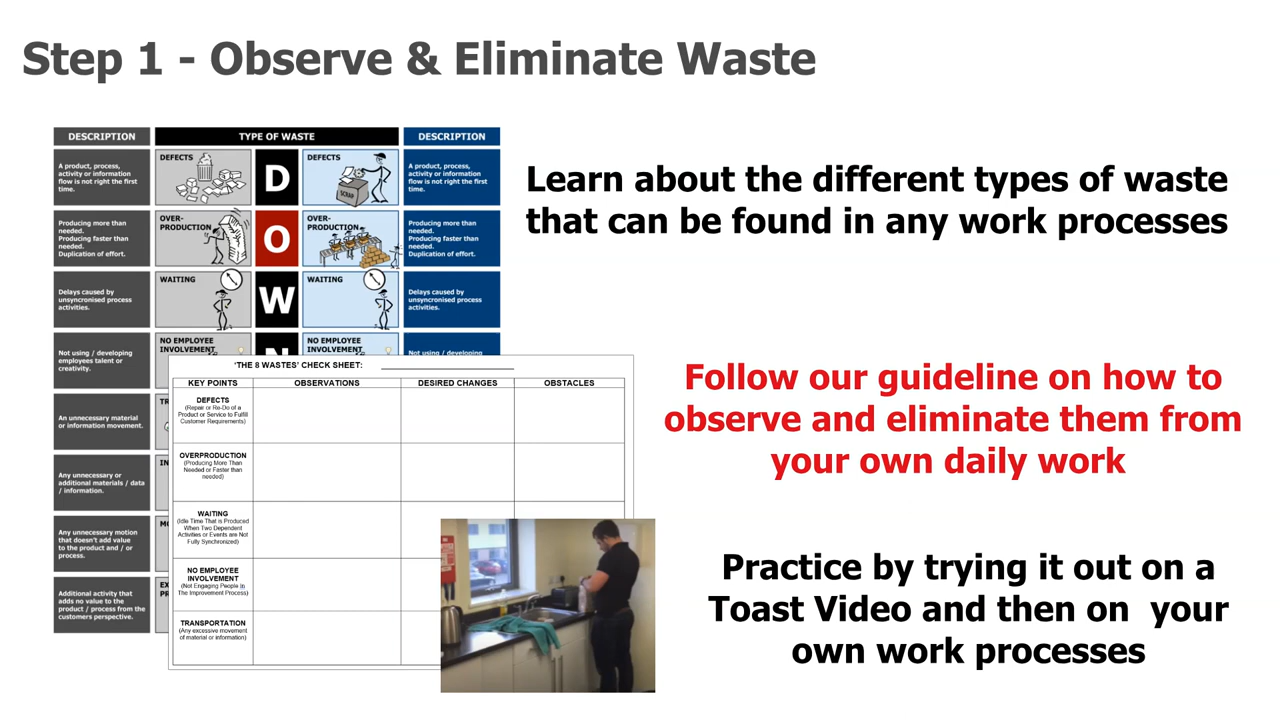 Step 1 - Observe & Eliminate Waste
DESCRIPTION
TYPE OF WASTE
DESCRIPTION
A product, process,
activity or information
flow is not right the first
time.
DEFECTS
D
DEFECTS
A product, process,
activity or information
flow is not right the first
time.
Producing more than
needed.
Producing faster than
needed.
Duplication of effort.
OVER-
PRODUCTION
O
OVER-
PRODUCTION
Producing more than
needed.
Producing faster than
needed.
Duplication of effort.
Delays caused by
unsyncronised process
activities.
WAITING
W
WAITING
Delays caused by
unsyncronised process
activities.
Not using / developing
employees talent or
creativity.
NO EMPLOYEE
INVOLVEMENT
N
NO EMPLOYEE
INVOLVEMENT
Not using / developing
An unnecessary material
or information movement.
TR
Any unnecessary or
additional materials / data
/ information.
IN
Any unnecessary motion
that doesn't add value
to the product and / or
process.
MO
Additional activity that
adds no value to the
product / process from the
customers perspective.
EX
PR
'THE 8 WASTES' CHECK SHEET:
KEY POINTS
OBSERVATIONS
DESIRED CHANGES
OBSTACLES
DEFECTS
(Repair or Re-Do of a
Product or Service to Fulfill
Customer Requirements)
OVERPRODUCTION
(Producing More Than
Needed or Faster than
needed)
WAITING
(Idle Time That is Produced
When Two Dependent
Activities or Events are Not
Fully Synchronized)
NO EMPLOYEE
INVOLVEMENT
(Not Engaging People in
The Improvement Process)
TRANSPORTATION
(Any excessive movement
of material or information)
Learn about the different types of waste
that can be found in any work processes
Follow our guideline on how to
observe and eliminate them from
your own daily work
Practice by trying it out on a
Toast Video and then on your
own work processes